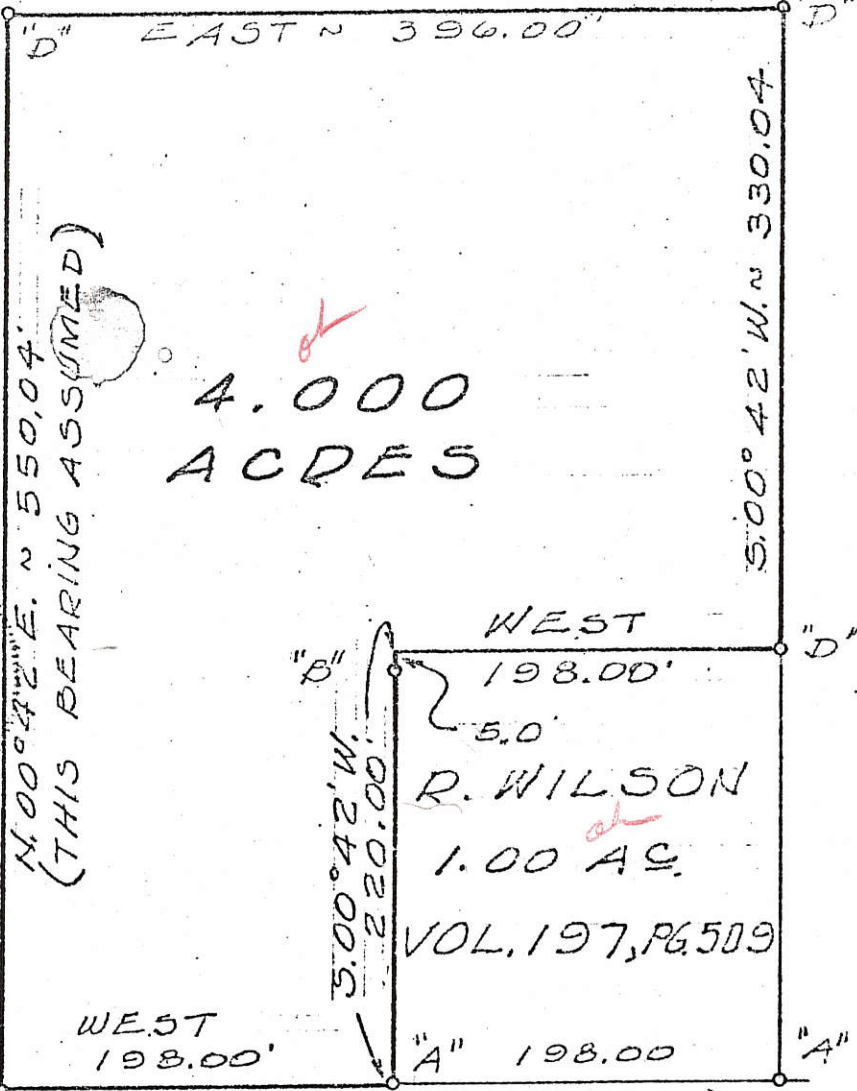 "D" EAST ~ 396.00' D"
S.00°42'W. ~ 330.04
N.00°42'E. ~ 550.04'
(THIS BEARING ASSUMED)
ok
4.000
ACRES
WEST
"D"
"B"
198.00'
5.0'
S.00°42'W.
220.00'
R. WILSON
ok
1.00 AC.
VOL. 197, PG. 509
WEST
198.00'
"A"
198.00
"A"